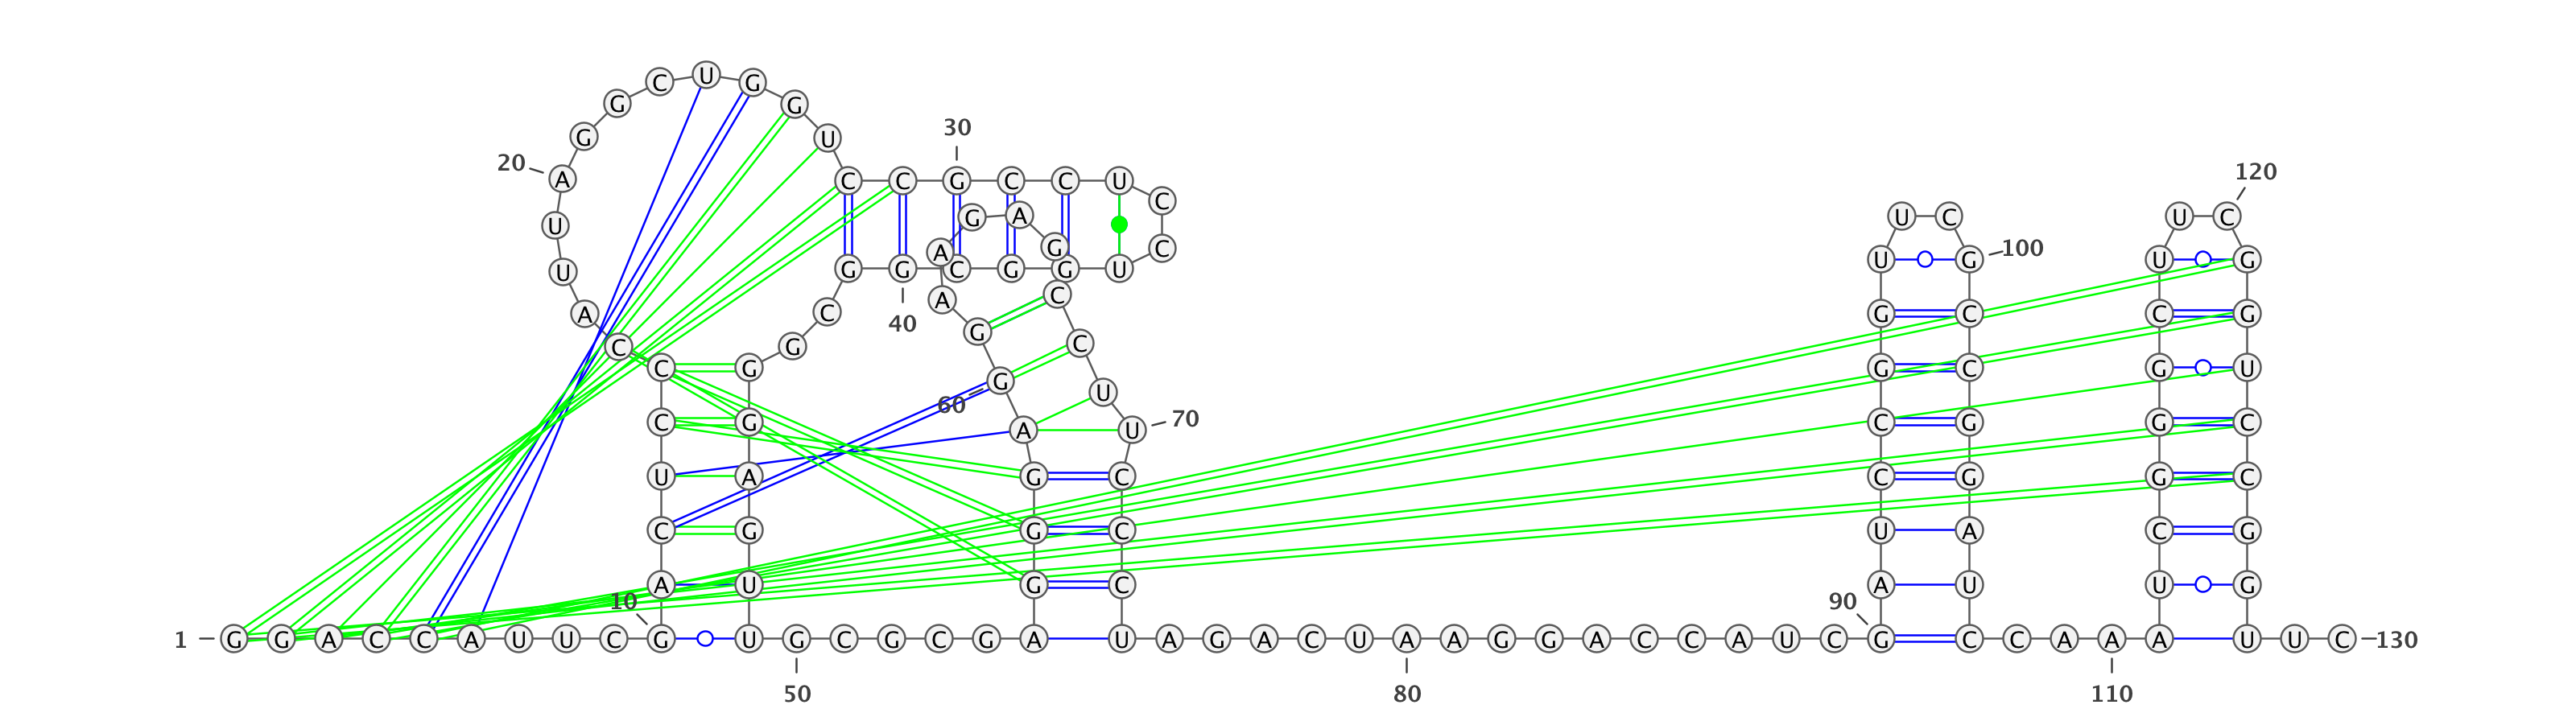 1
G G A C C A U U C G
10
A C U C C C A U U A
20
G G C U G G U C C G
30
C C U C C U G G C G
40
G C G G G A G U U G
50
C G C G A G G G A G
60
G A A G A G C C U U
70
C C C U A G A C U A
80
A G G A C C A U C G
90
A U C C G G U U C G
100
C C G G A U C C A A
110
A U C G G G C U U C
120
G G U C C G G U U C
130